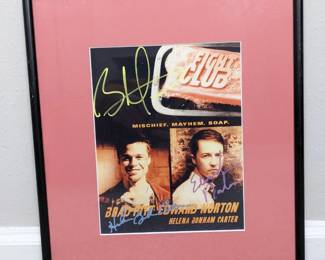 FIGHT
CLUB
MISCHIEF. MAYHEM. SOAP.
BRAD PITT EDWARD NORTON
HELENA BONHAM CARTER